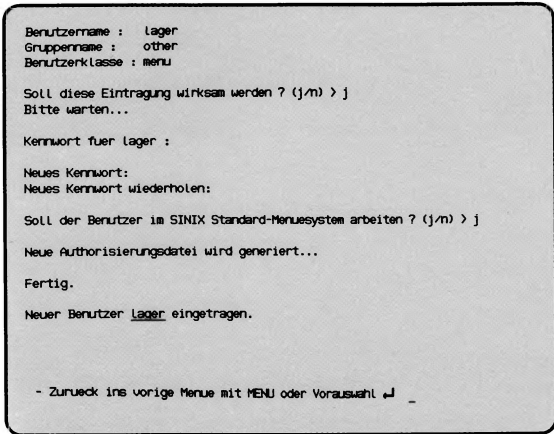 Benutzername : lager
Gruppenname : other
Benutzerklasse : menu
Soll diese Eintragung wirksam werden ? (j/n) > j
Bitte warten...
Kennwort fuer lager :
Neues Kennwort:
Neues Kennwort wiederholen:
Soll der Benutzer im SINIX Standard-Menuesystem arbeiten ? (j/n) > j
Neue Authorisierungsdatei wird generiert...
Fertig.
Neuer Benutzer lager eingetragen.
- Zurueck ins vorige Menue mit MENU oder Vorauswahl ↵ _